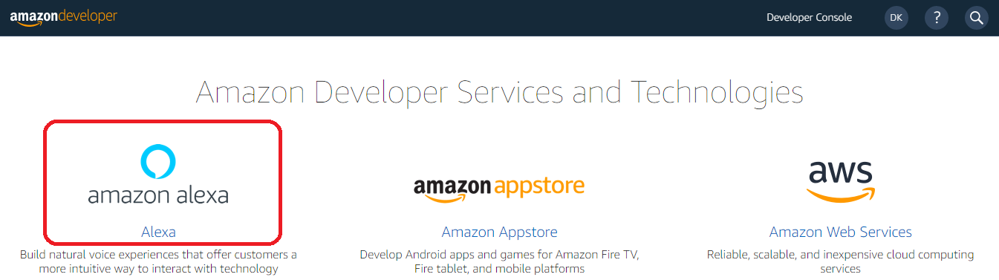 amazondeveloper
Developer Console
DK
?
Amazon Developer Services and Technologies
amazon alexa
Alexa
Build natural voice experiences that offer customers a
more intuitive way to interact with technology
amazon appstore
Amazon Appstore
Develop Android apps and games for Amazon Fire TV,
Fire tablet, and mobile platforms
aws
Amazon Web Services
Reliable, scalable, and inexpensive cloud computing
services